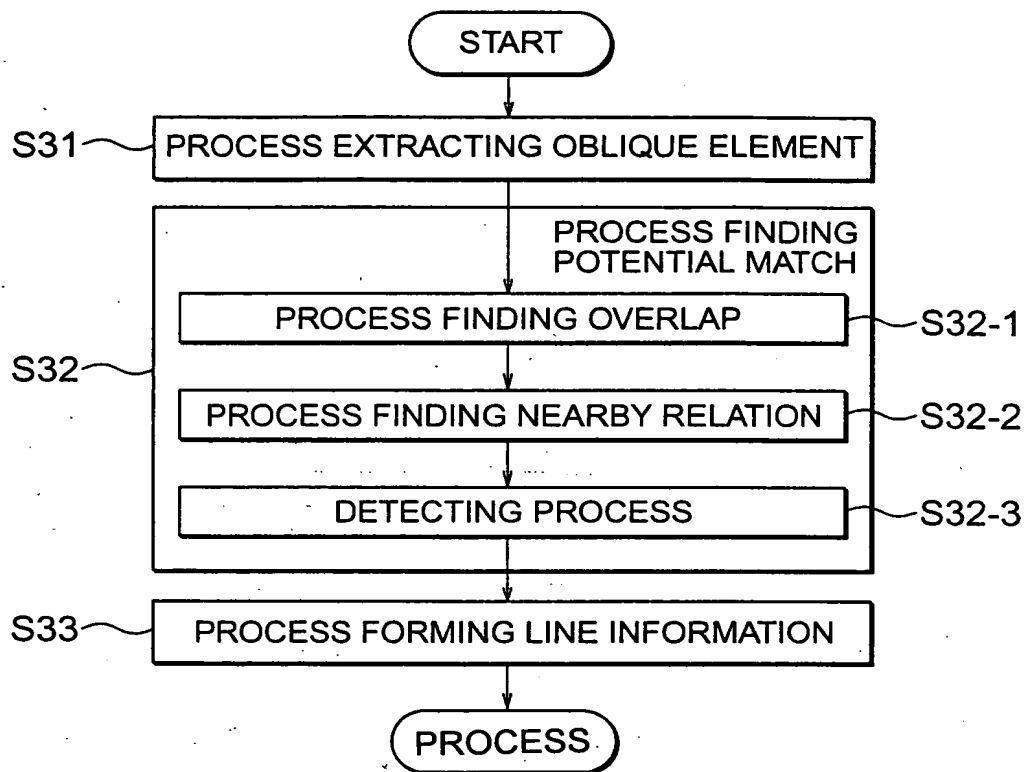 START
S31
PROCESS EXTRACTING OBLIQUE ELEMENT
PROCESS FINDING
POTENTIAL MATCH
PROCESS FINDING OVERLAP
S32-1
S32
PROCESS FINDING NEARBY RELATION
S32-2
DETECTING PROCESS
S32-3
S33
PROCESS FORMING LINE INFORMATION
PROCESS